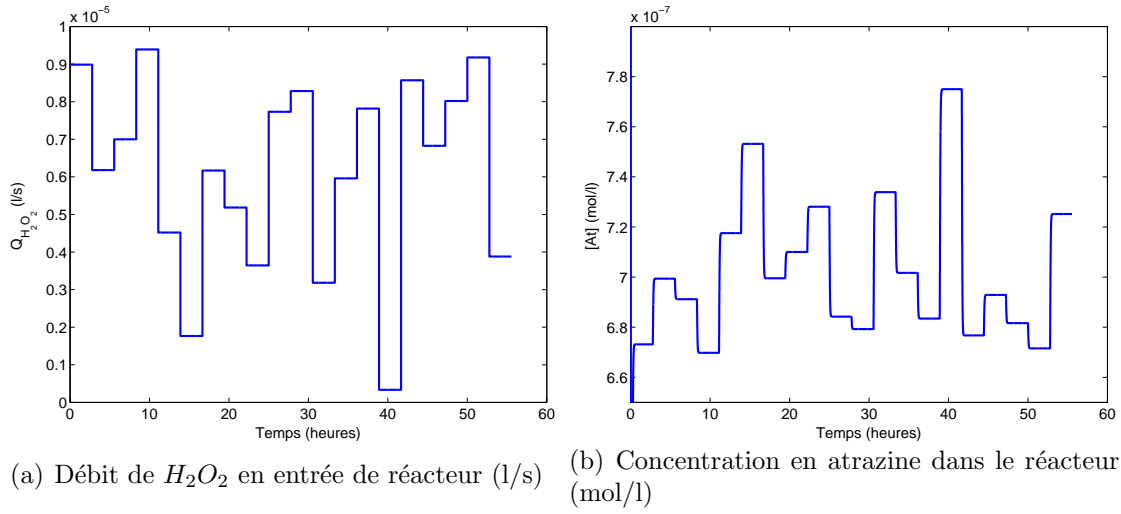 x 10^-5
1
0.9
0.8
0.7
0.6
0.5
0.4
0.3
0.2
0.1
0
0 10 20 30 40 50 60
Q_{H_2O_2} (l/s)
Temps (heures)
(a) Débit de H_2O_2 en entrée de réacteur (l/s)
x 10^-7
7.8
7.6
7.4
7.2
7
6.8
6.6
0 10 20 30 40 50 60
[At] (mol/l)
Temps (heures)
(b) Concentration en atrazine dans le réacteur
(mol/l)